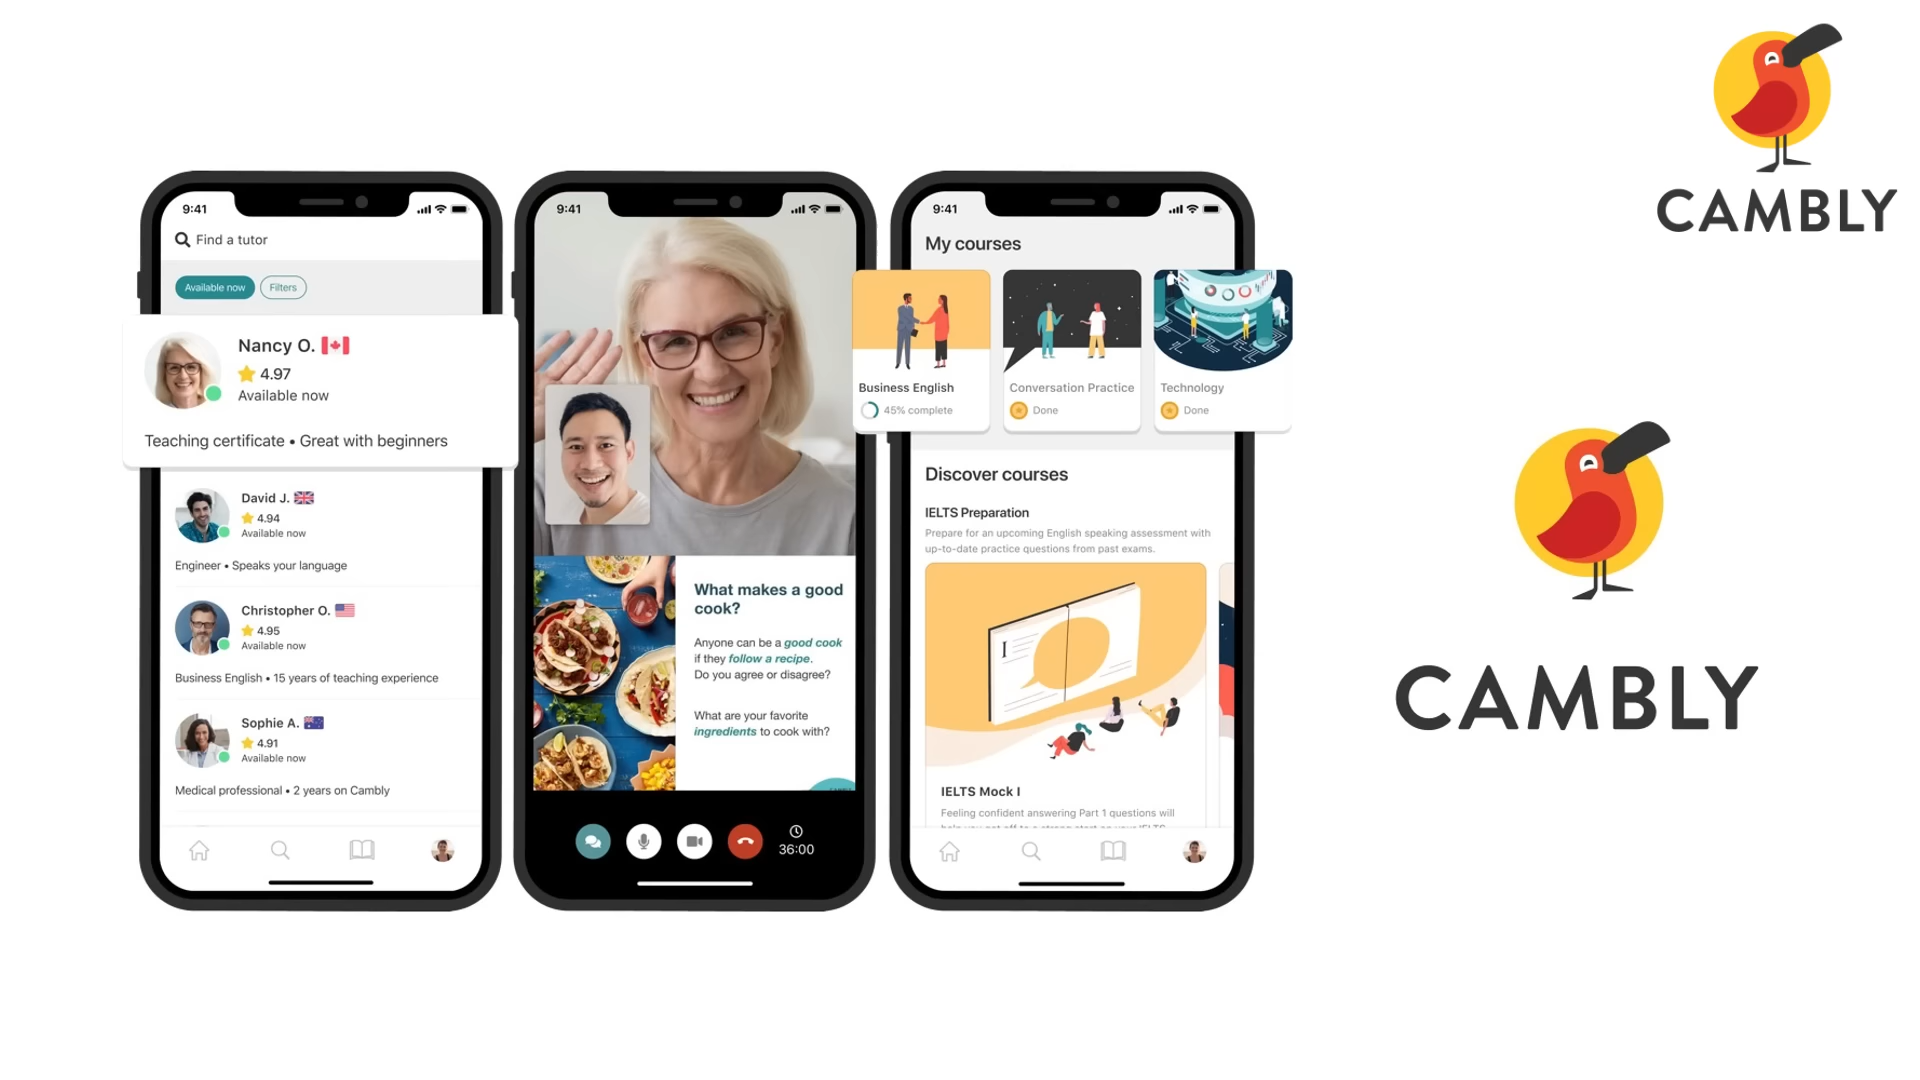 9:41
Find a tutor
Available now
Filters
Nancy O.
4.97
Available now
Teaching certificate • Great with beginners
David J.
4.94
Available now
Engineer • Speaks your language
Christopher O.
4.95
Available now
Business English • 15 years of teaching experience
Sophie A.
4.91
Available now
Medical professional • 2 years on Cambly
9:41
What makes a good
cook?
Anyone can be a good cook
if they follow a recipe.
Do you agree or disagree?
What are your favorite
ingredients to cook with?
36:00
9:41
My courses
Business English
45% complete
Conversation Practice
Done
Technology
Done
Discover courses
IELTS Preparation
Prepare for an upcoming English speaking assessment with
up-to-date practice questions from past exams.
I
IELTS Mock I
Feeling confident answering Part 1 questions will
CAMBLY
CAMBLY